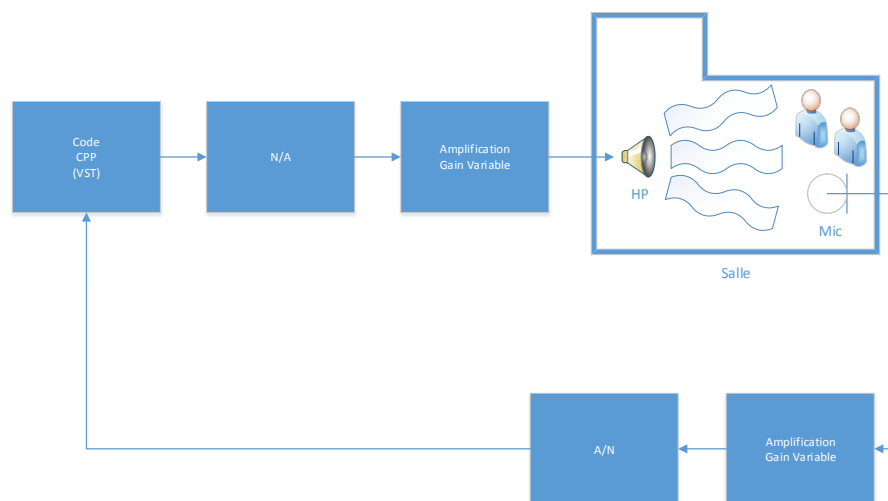 Code
CPP
(VST)
N/A
Amplification
Gain Variable
HP
Mic
Salle
A/N
Amplification
Gain Variable